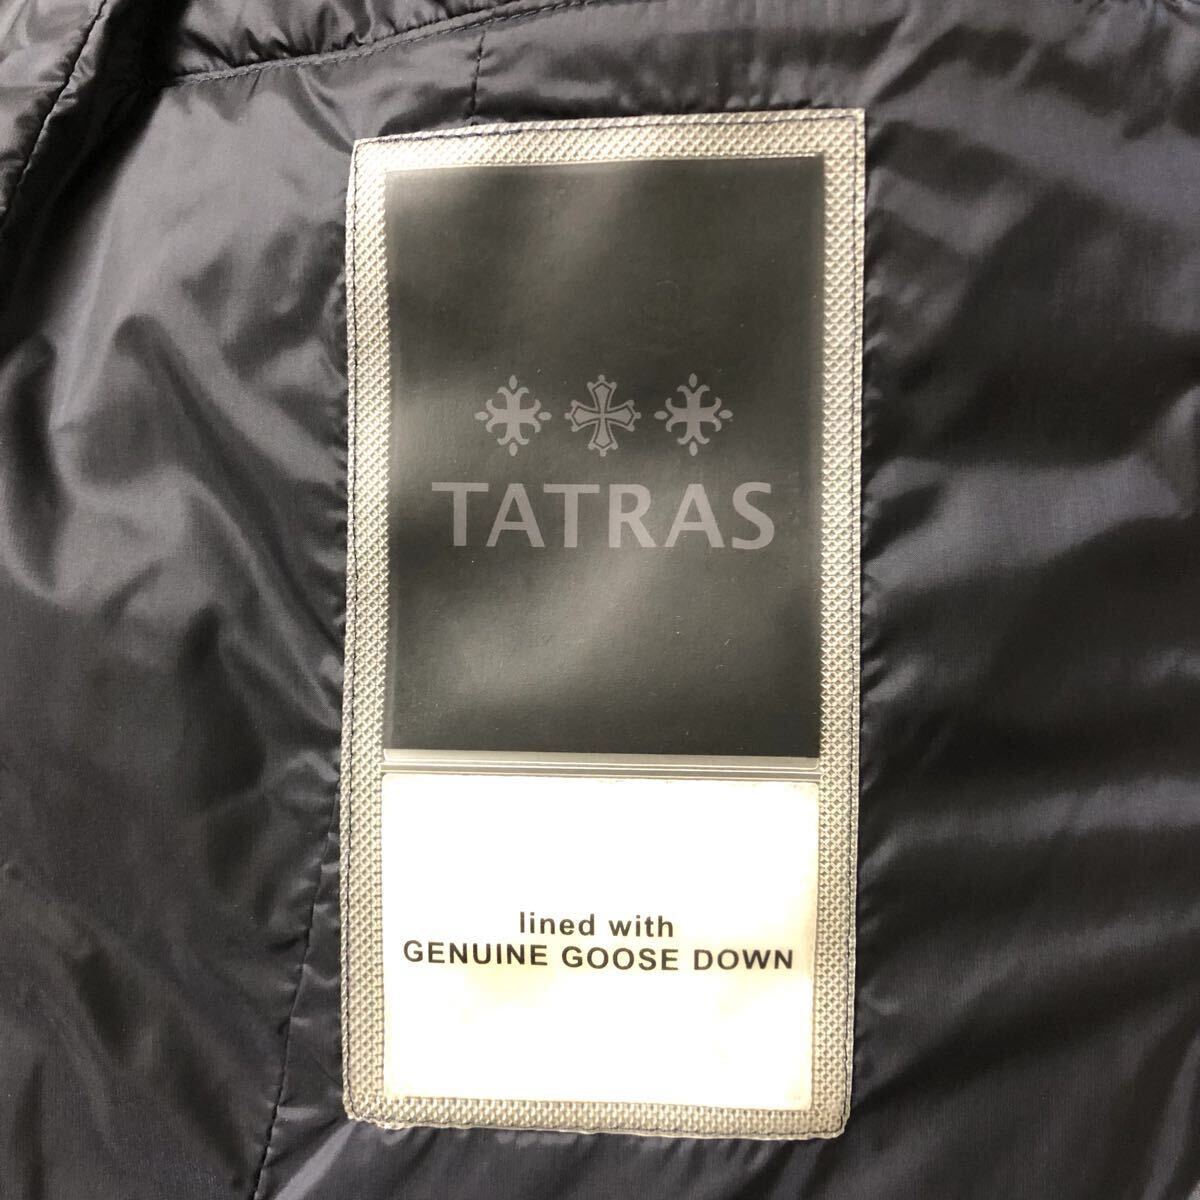 TATRAS
lined with
GENUINE GOOSE DOWN